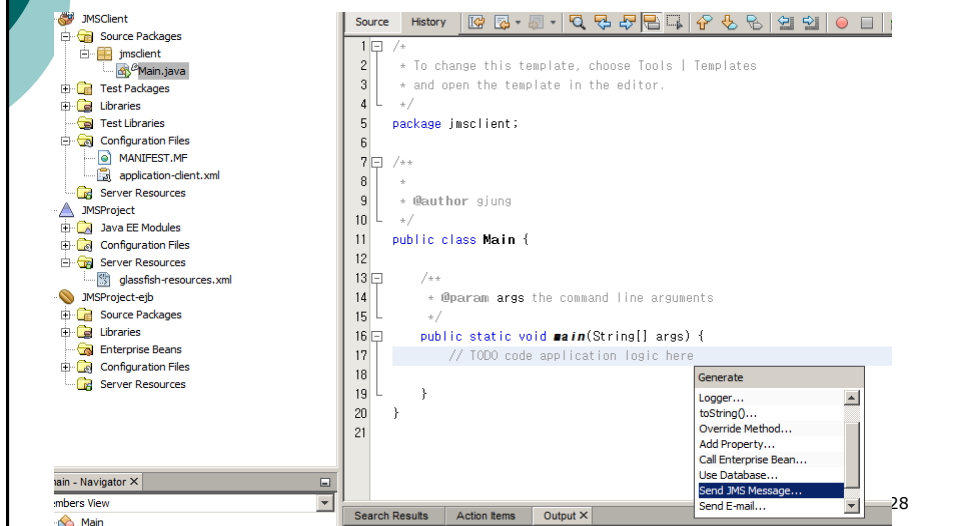 JMSClient
Source Packages
jmsclient
Main.java
Test Packages
Libraries
Test Libraries
Configuration Files
MANIFEST.MF
application-client.xml
Server Resources
JMSProject
Java EE Modules
Configuration Files
Server Resources
glassfish-resources.xml
JMSProject-ejb
Source Packages
Libraries
Enterprise Beans
Configuration Files
Server Resources
main - Navigator
mbers View
Main
Source History
1 /*
2 * To change this template, choose Tools | Templates
3 * and open the template in the editor.
4 */
5 package jmsclient;
6
7 /**
8 *
9 * @author gjung
10 */
11 public class Main {
12
13 /**
14 * @param args the command line arguments
15 */
16 public static void main(String[] args) {
17 // TODO code application logic here
18
19 }
20 }
21
Generate
Logger...
toString()...
Override Method...
Add Property...
Call Enterprise Bean...
Use Database...
Send JMS Message...
Send E-mail...
28
Search Results Action Items Output